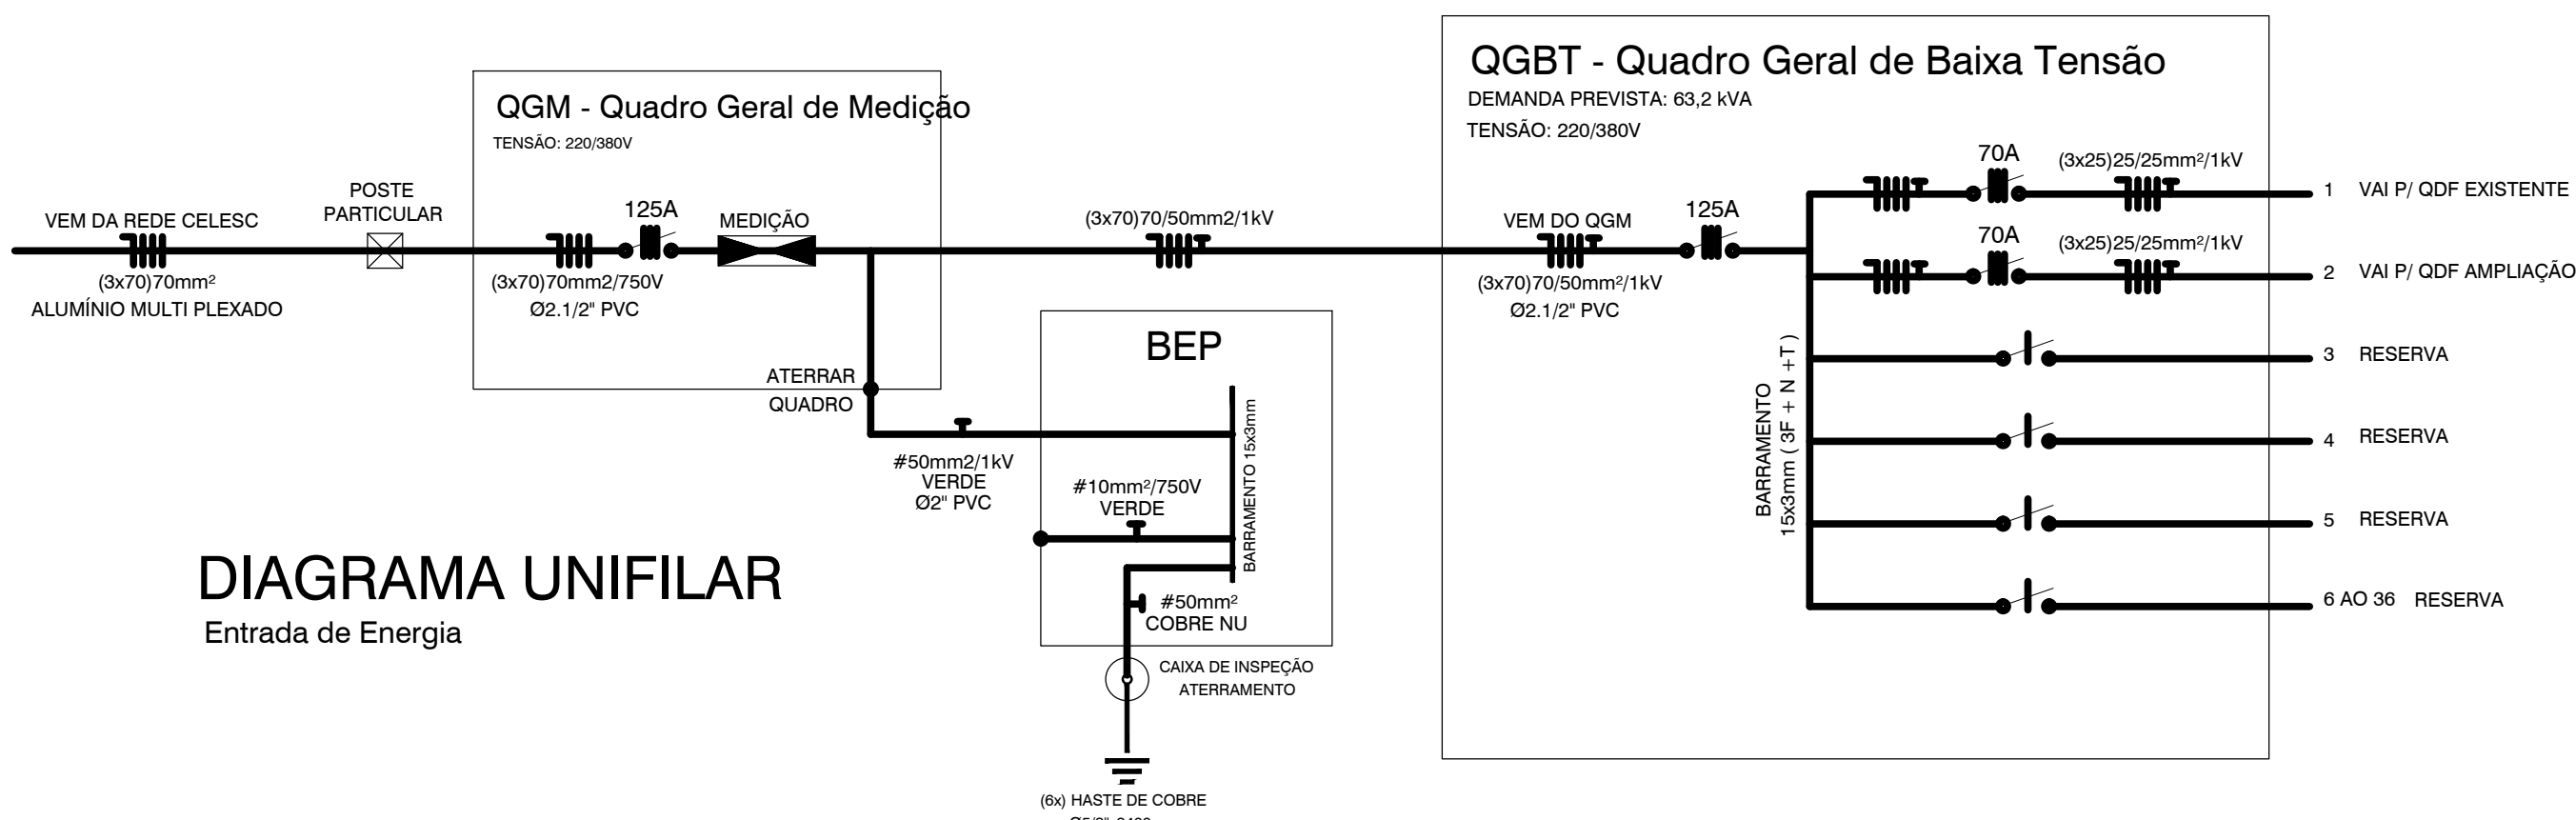 VEM DA REDE CELESC
(3x70)70mm²
ALUMÍNIO MULTI PLEXADO
POSTE
PARTICULAR
QGM - Quadro Geral de Medição
TENSÃO: 220/380V
125A
MEDIÇÃO
(3x70)70mm2/750V
Ø2.1/2" PVC
ATERRAR
QUADRO
(3x70)70/50mm2/1kV
#50mm2/1kV
VERDE
Ø2" PVC
BEP
BARRAMENTO 15x3mm
#10mm²/750V
VERDE
#50mm²
COBRE NU
CAIXA DE INSPEÇÃO
ATERRAMENTO
(6x) HASTE DE COBRE
QGBT - Quadro Geral de Baixa Tensão
DEMANDA PREVISTA: 63,2 kVA
TENSÃO: 220/380V
VEM DO QGM
(3x70)70/50mm²/1kV
Ø2.1/2" PVC
125A
BARRAMENTO
15x3mm ( 3F + N +T )
70A
(3x25)25/25mm²/1kV
1 VAI P/ QDF EXISTENTE
70A
(3x25)25/25mm²/1kV
2 VAI P/ QDF AMPLIAÇÃO
3 RESERVA
4 RESERVA
5 RESERVA
6 AO 36 RESERVA
DIAGRAMA UNIFILAR
Entrada de Energia